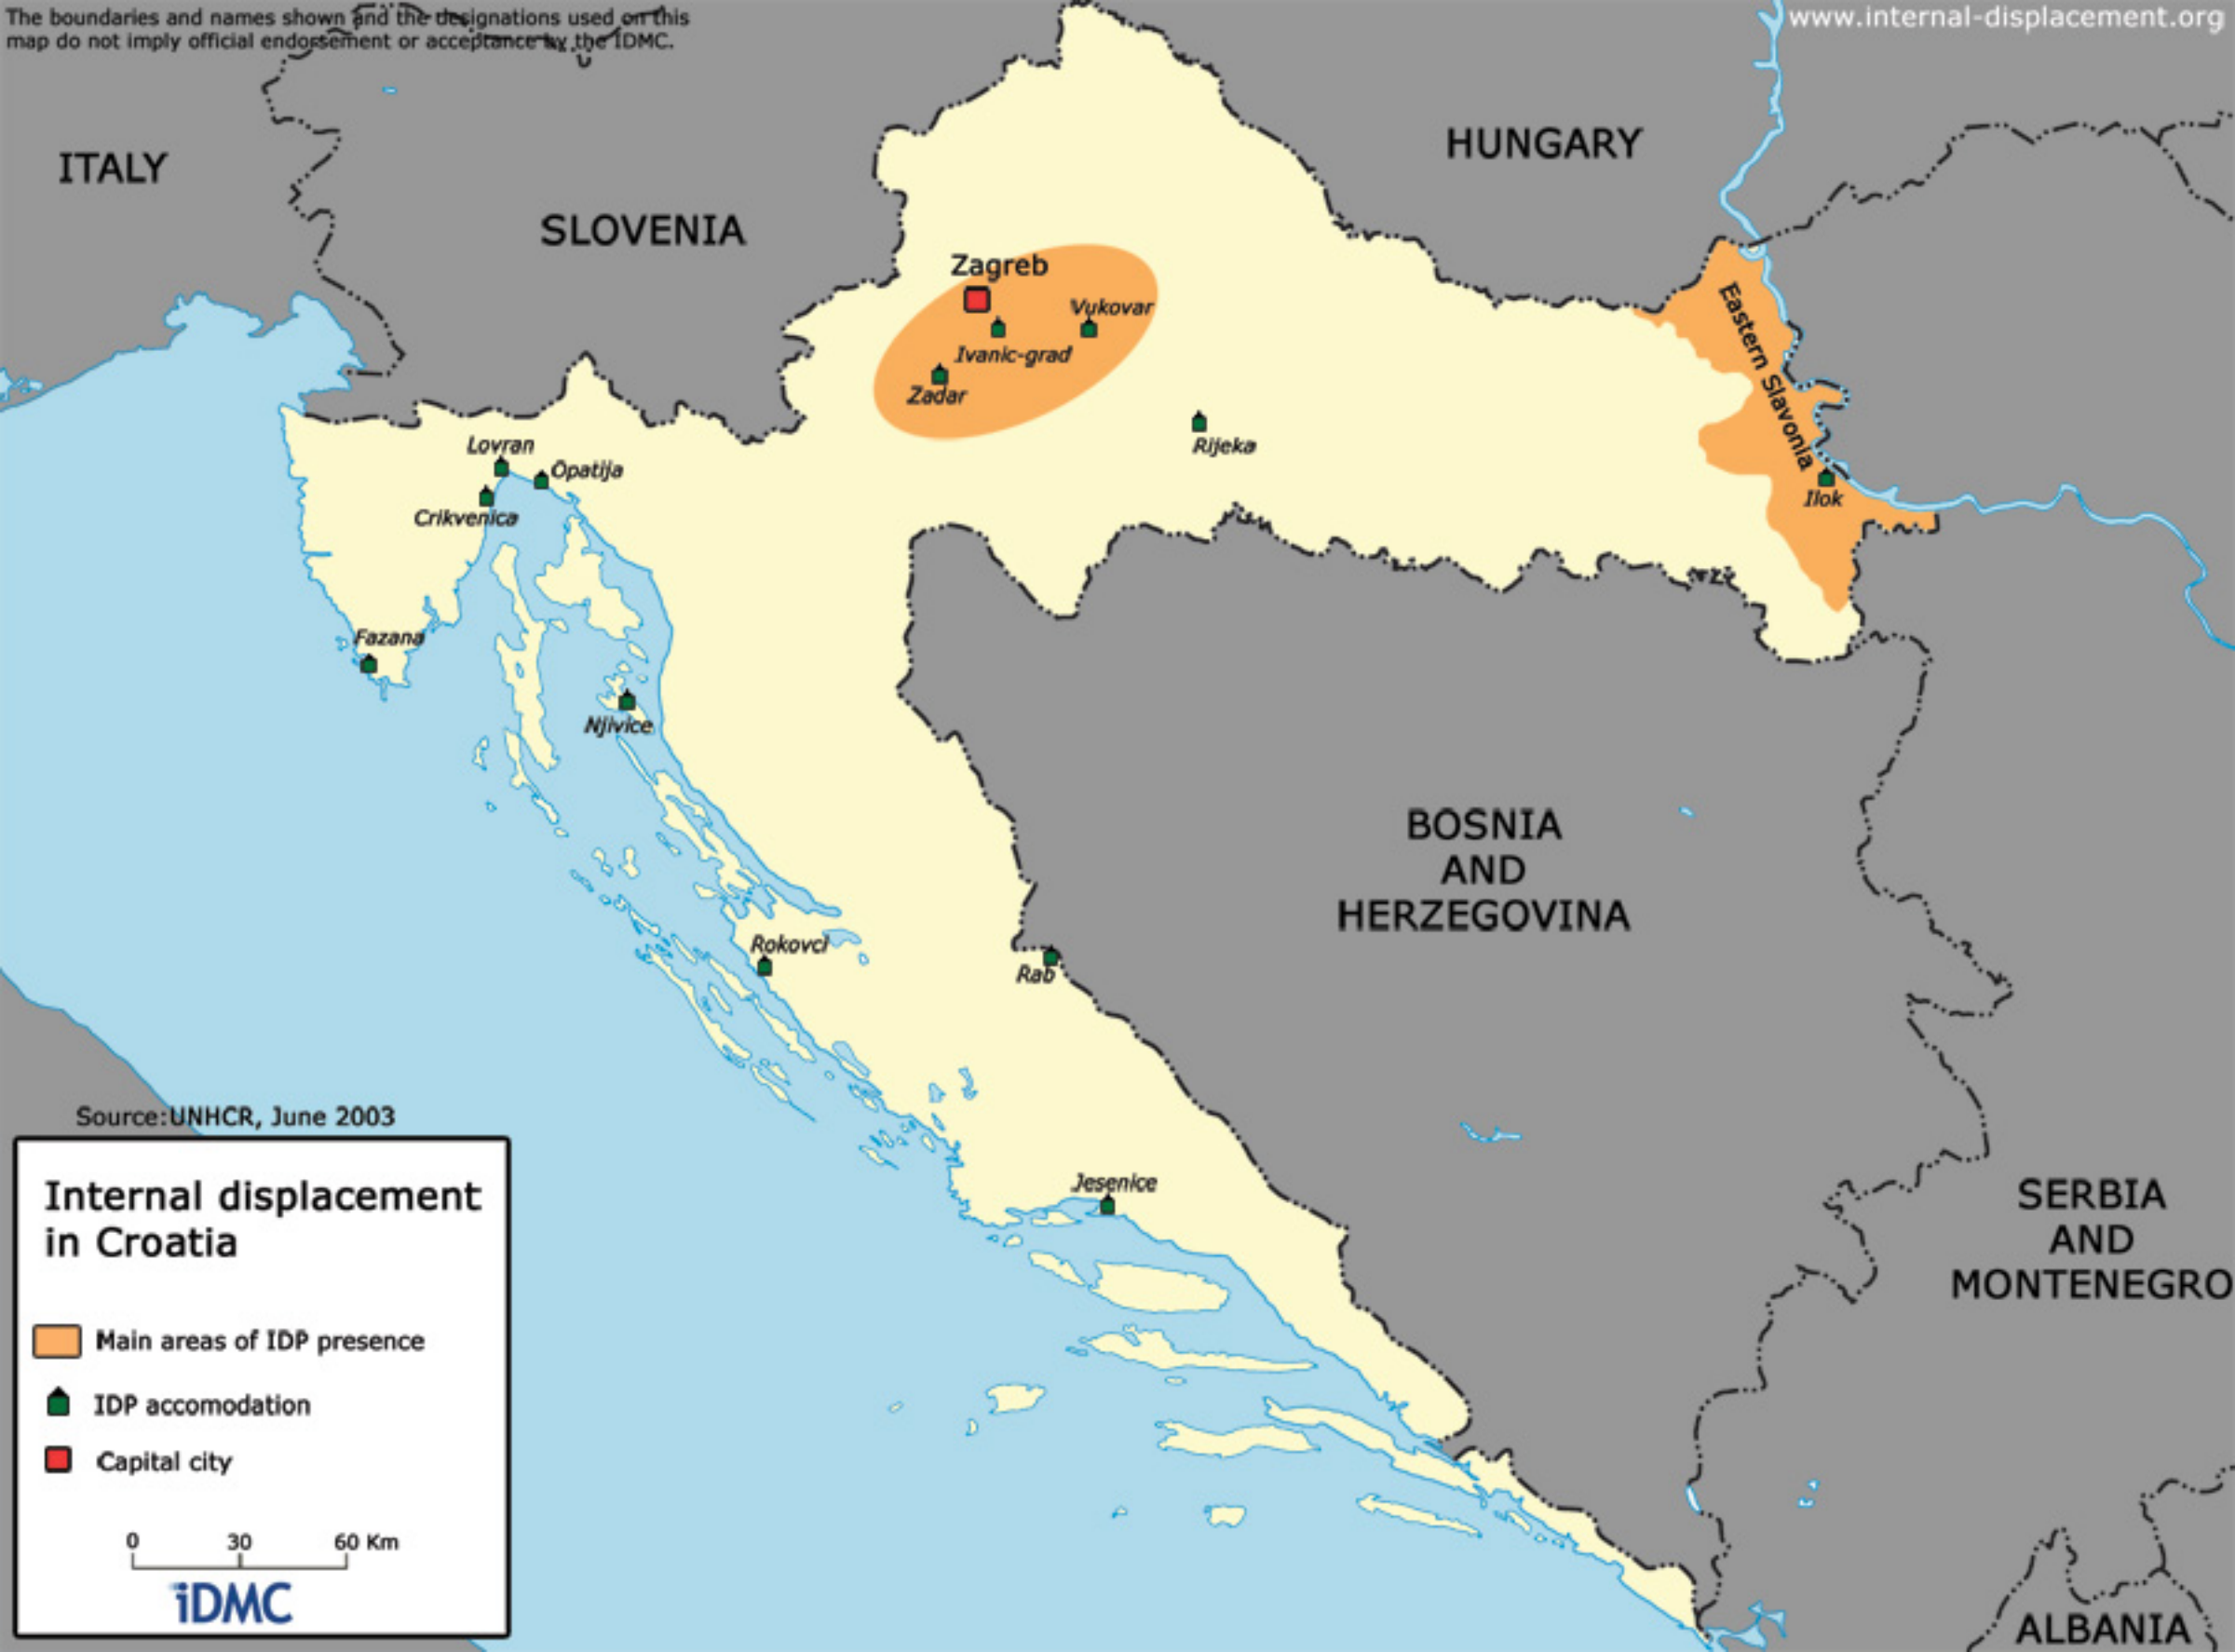 The boundaries and names shown and the designations used on this
map do not imply official endorsement or acceptance by the IDMC.
www.internal-displacement.org
ITALY
SLOVENIA
HUNGARY
Zagreb
Vukovar
Ivanic-grad
Zadar
Eastern Slavonia
Rijeka
Ilok
Lovran
Opatija
Crikvenica
Fazana
Njivice
BOSNIA
AND
HERZEGOVINA
Rokovci
Rab
Jesenice
SERBIA
AND
MONTENEGRO
ALBANIA
Source:UNHCR, June 2003
Internal displacement
in Croatia
Main areas of IDP presence
IDP accomodation
Capital city
0 30 60 Km
iDMC